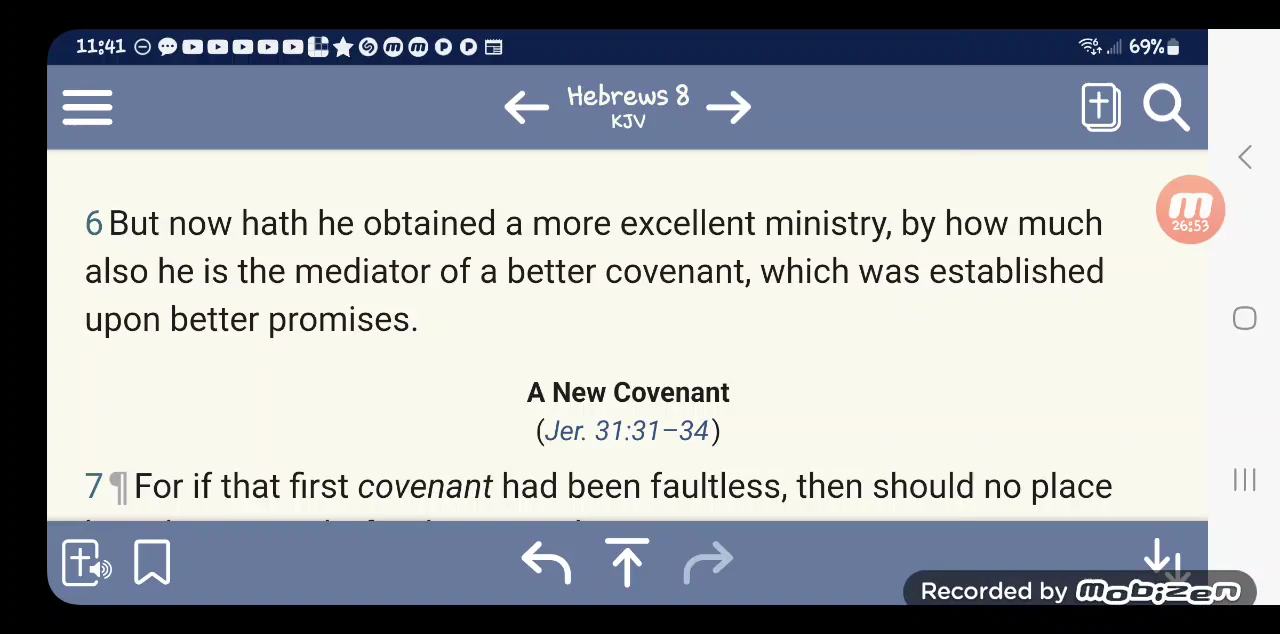 11:41
69%
Hebrews 8
KJV
26:53
6 But now hath he obtained a more excellent ministry, by how much
also he is the mediator of a better covenant, which was established
upon better promises.
A New Covenant
(Jer. 31:31–34)
7 ¶ For if that first covenant had been faultless, then should no place
Recorded by Mobizen